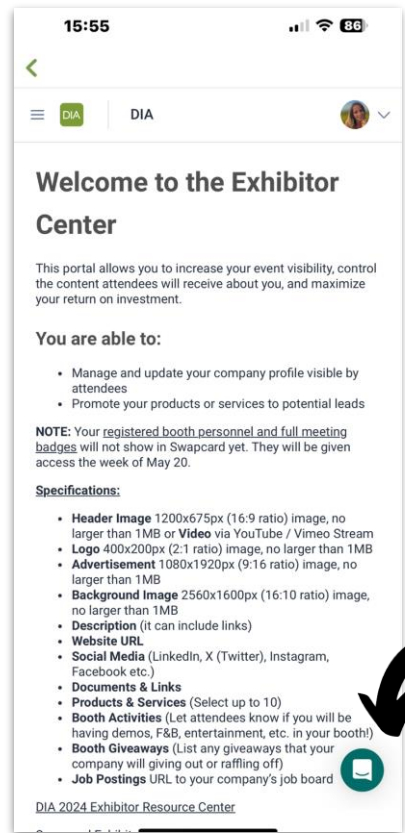 15:55
86
DIA
DIA
Welcome to the Exhibitor
Center
This portal allows you to increase your event visibility, control
the content attendees will receive about you, and maximize
your return on investment.
You are able to:
• Manage and update your company profile visible by
attendees
• Promote your products or services to potential leads
NOTE: Your registered booth personnel and full meeting
badges will not show in Swapcard yet. They will be given
access the week of May 20.
Specifications:
• Header Image 1200x675px (16:9 ratio) image, no
larger than 1MB or Video via YouTube / Vimeo Stream
• Logo 400x200px (2:1 ratio) image, no larger than 1MB
• Advertisement 1080x1920px (9:16 ratio) image, no
larger than 1MB
• Background Image 2560x1600px (16:10 ratio) image,
no larger than 1MB
• Description (it can include links)
• Website URL
• Social Media (LinkedIn, X (Twitter), Instagram,
Facebook etc.)
• Documents & Links
• Products & Services (Select up to 10)
• Booth Activities (Let attendees know if you will be
having demos, F&B, entertainment, etc. in your booth!)
• Booth Giveaways (List any giveaways that your
company will giving out or raffling off)
• Job Postings URL to your company's job board
DIA 2024 Exhibitor Resource Center